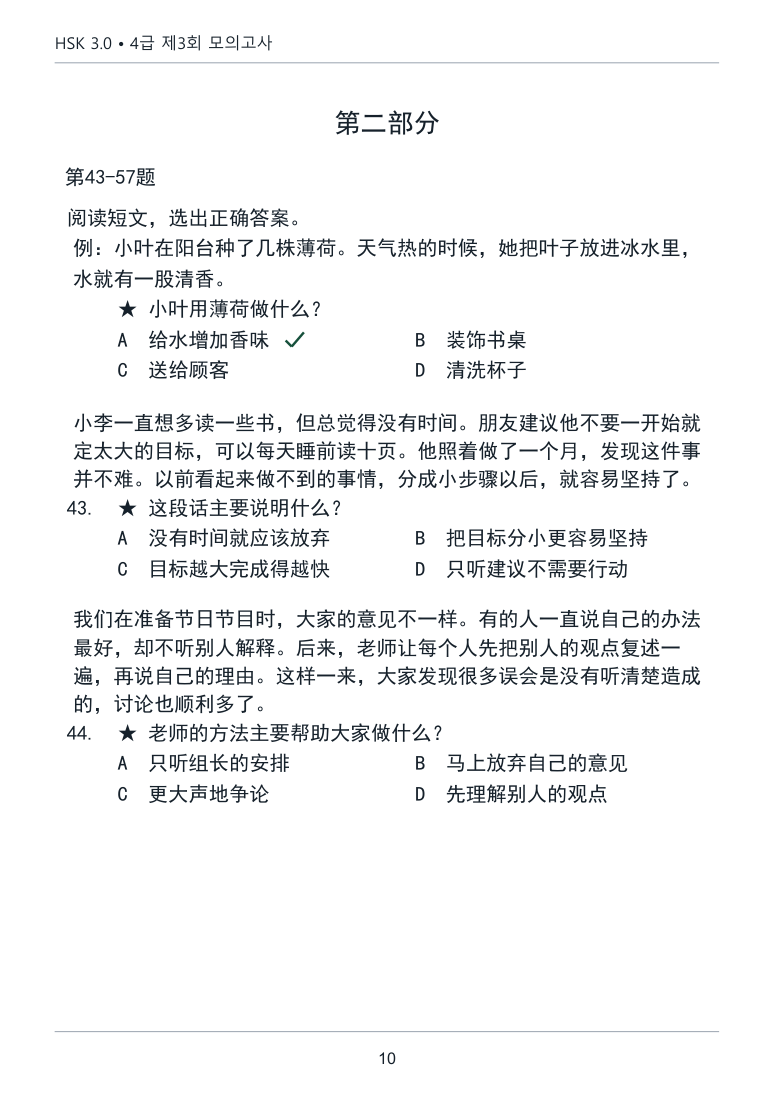 HSK 3.0 • 4급 제3회 모의고사
第二部分
第43-57题
阅读短文，选出正确答案。
例：小叶在阳台种了几株薄荷。天气热的时候，她把叶子放进冰水里，
水就有一股清香。
★ 小叶用薄荷做什么？
A 给水增加香味 ✓ B 装饰书桌
C 送给顾客 D 清洗杯子
小李一直想多读一些书，但总觉得没有时间。朋友建议他不要一开始就
定太大的目标，可以每天睡前读十页。他照着做了一个月，发现这件事
并不难。以前看起来做不到的事情，分成小步骤以后，就容易坚持了。
43. ★ 这段话主要说明什么？
A 没有时间就应该放弃 B 把目标分小更容易坚持
C 目标越大完成得越快 D 只听建议不需要行动
我们在准备节日节目时，大家的意见不一样。有的人一直说自己的办法
最好，却不听别人解释。后来，老师让每个人先把别人的观点复述一
遍，再说自己的理由。这样一来，大家发现很多误会是没有听清楚造成
的，讨论也顺利多了。
44. ★ 老师的方法主要帮助大家做什么？
A 只听组长的安排 B 马上放弃自己的意见
C 更大声地争论 D 先理解别人的观点
10